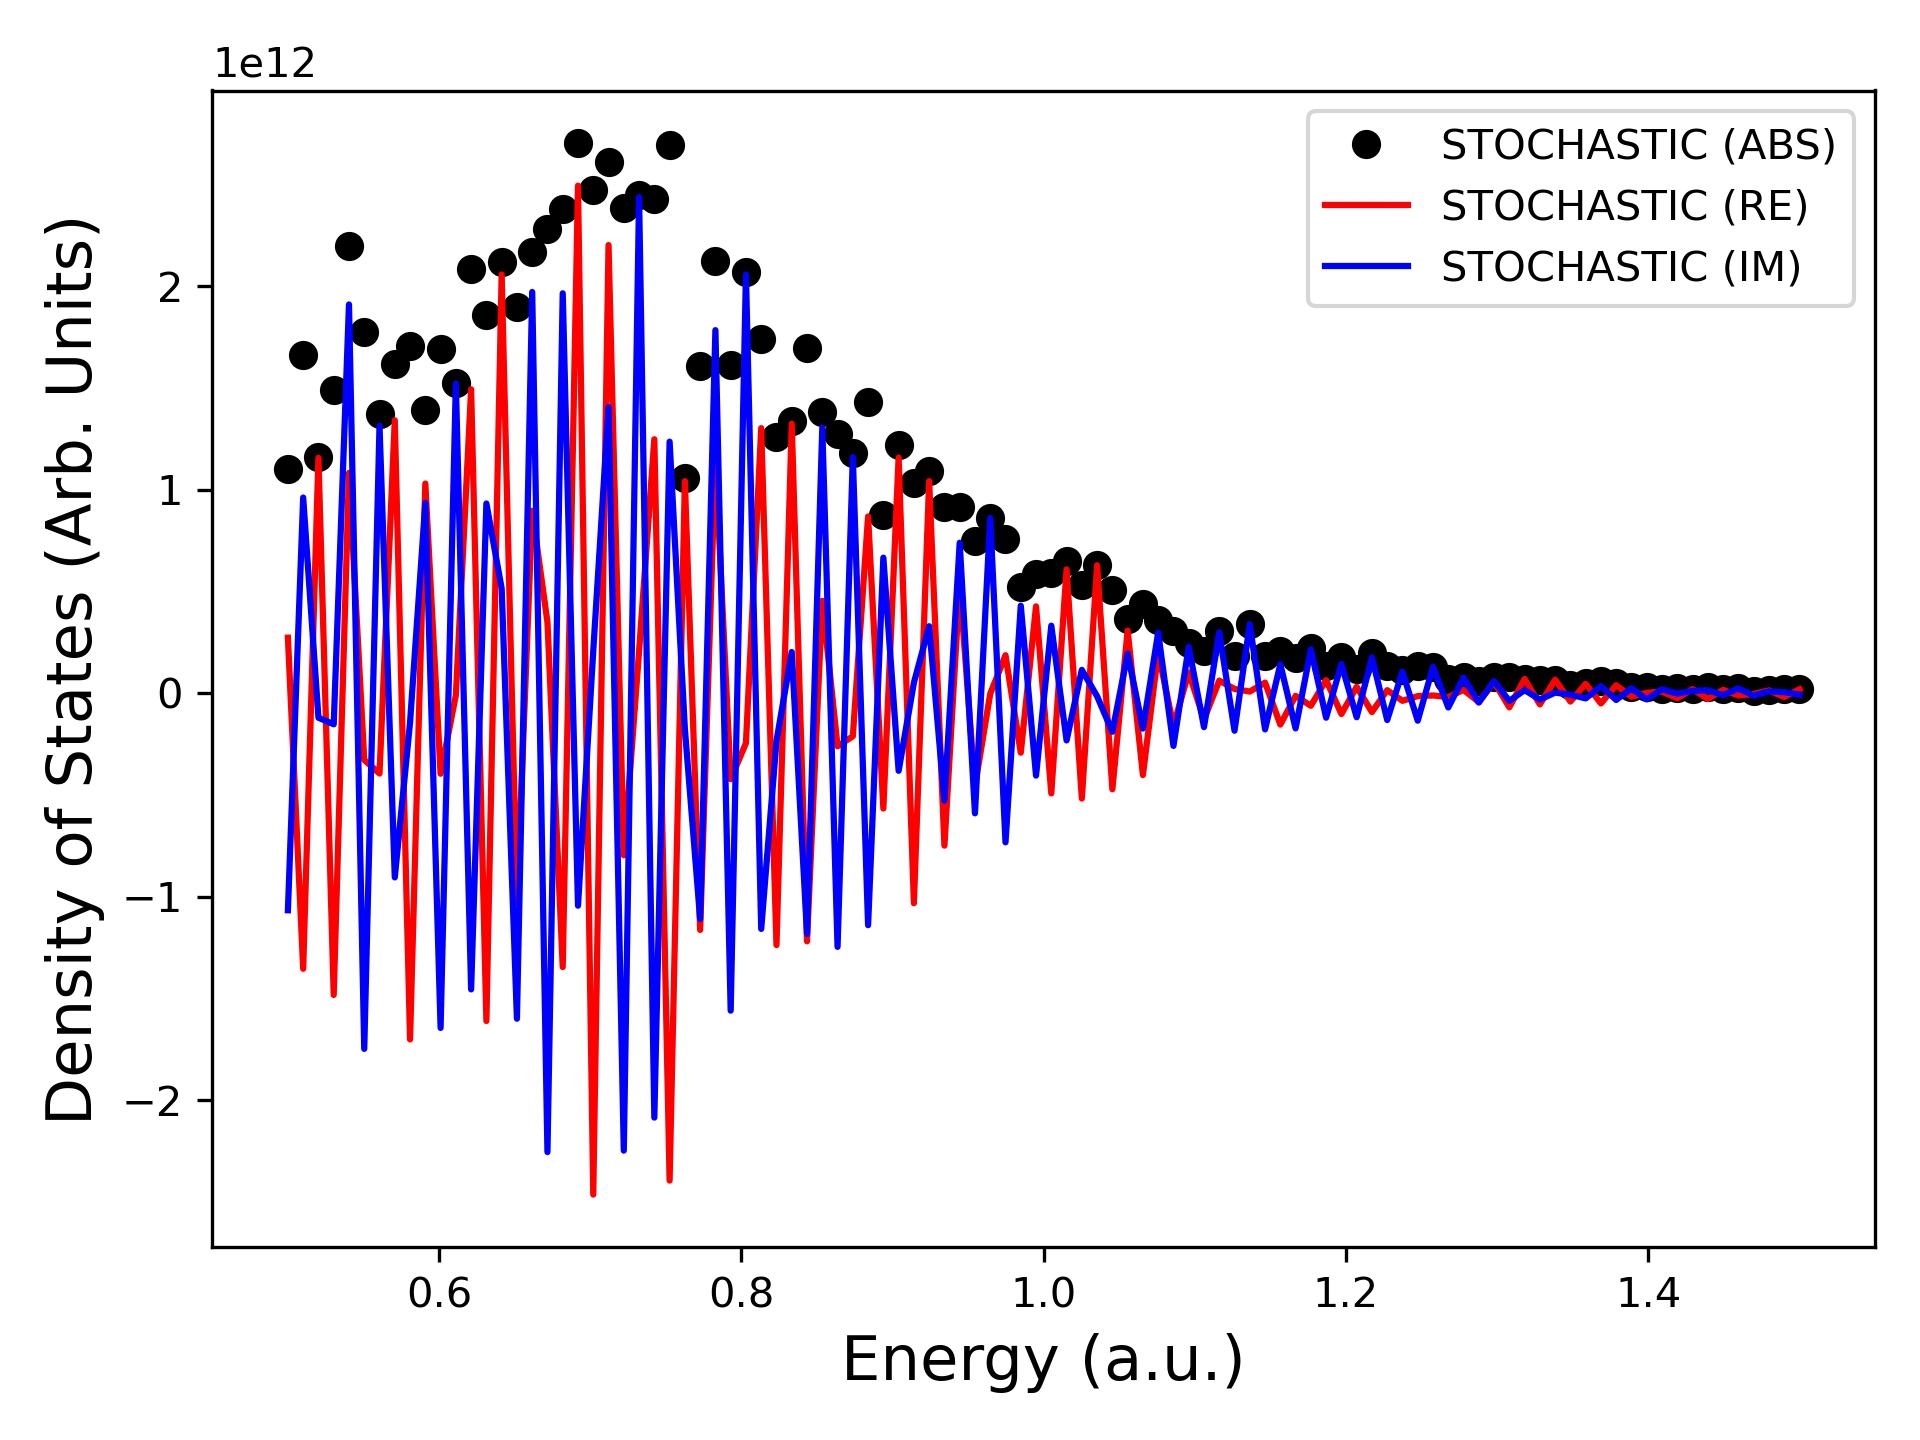 1e12
Density of States (Arb. Units)
2
1
0
−1
−2
STOCHASTIC (ABS)
STOCHASTIC (RE)
STOCHASTIC (IM)
0.6 0.8 1.0 1.2 1.4
Energy (a.u.)